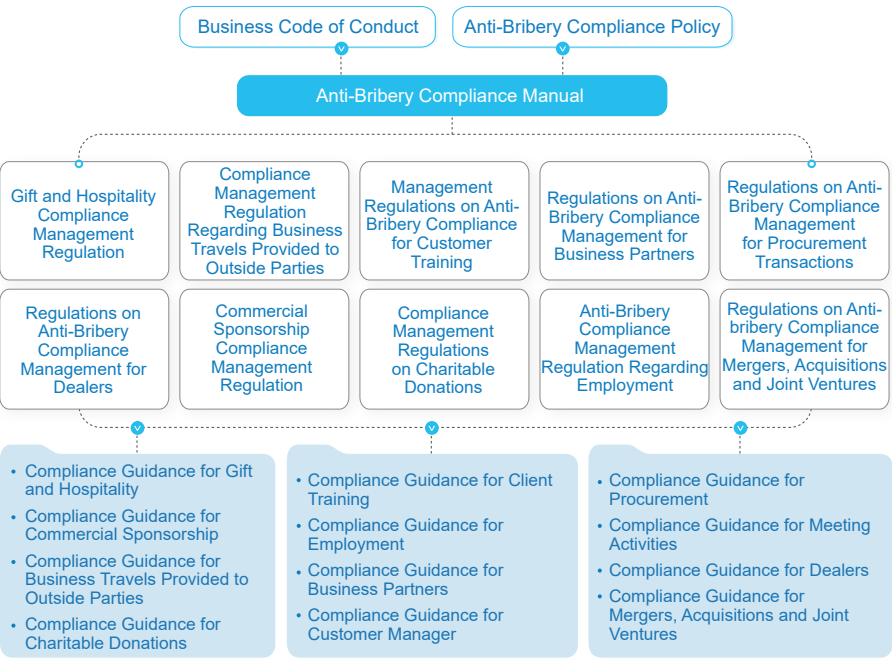 Business Code of Conduct
Anti-Bribery Compliance Policy
Anti-Bribery Compliance Manual
Gift and Hospitality
Compliance
Management
Regulation
Compliance
Management
Regulation
Regarding Business
Travels Provided to
Outside Parties
Management
Regulations on Anti-
Bribery Compliance
for Customer
Training
Regulations on Anti-
Bribery Compliance
Management for
Business Partners
Regulations on Anti-
Bribery Compliance
Management
for Procurement
Transactions
Regulations on
Anti-Bribery
Compliance
Management for
Dealers
Commercial
Sponsorship
Compliance
Management
Regulation
Compliance
Management
Regulations
on Charitable
Donations
Anti-Bribery
Compliance
Management
Regulation Regarding
Employment
Regulations on Anti-
bribery Compliance
Management for
Mergers, Acquisitions
and Joint Ventures
• Compliance Guidance for Gift
and Hospitality
• Compliance Guidance for
Commercial Sponsorship
• Compliance Guidance for
Business Travels Provided to
Outside Parties
• Compliance Guidance for
Charitable Donations
• Compliance Guidance for Client
Training
• Compliance Guidance for
Employment
• Compliance Guidance for
Business Partners
• Compliance Guidance for
Customer Manager
• Compliance Guidance for
Procurement
• Compliance Guidance for Meeting
Activities
• Compliance Guidance for Dealers
• Compliance Guidance for
Mergers, Acquisitions and Joint
Ventures